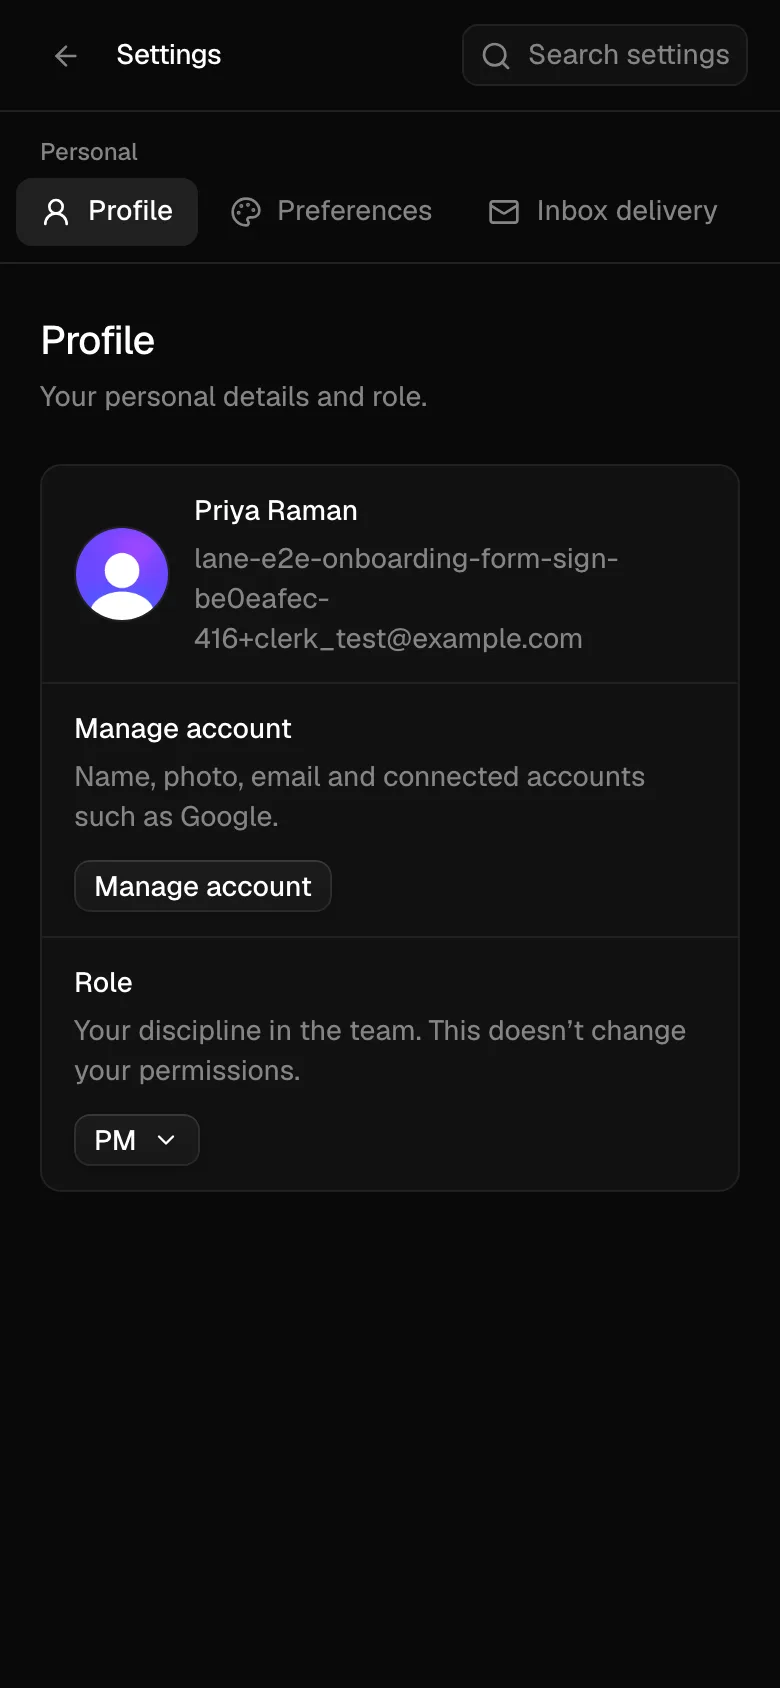 Settings
Search settings
Personal
Profile
Preferences
Inbox delivery
Profile
Your personal details and role.
Priya Raman
lane-e2e-onboarding-form-sign-
be0eafec-
416+clerk_test@example.com
Manage account
Name, photo, email and connected accounts
such as Google.
Manage account
Role
Your discipline in the team. This doesn’t change
your permissions.
PM